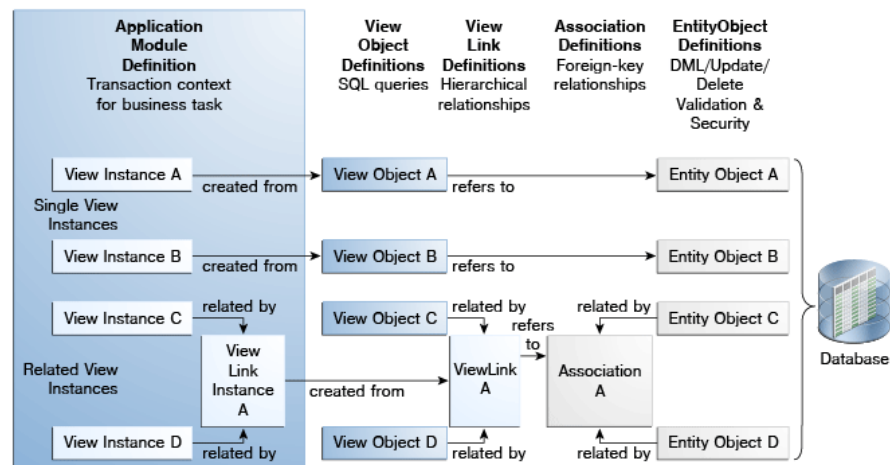 Application
Module
Definition
Transaction context
for business task
View
Object
Definitions
SQL queries
View
Link
Definitions
Hierarchical
relationships
Association
Definitions
Foreign-key
relationships
EntityObject
Definitions
DML/Update/
Delete
Validation &
Security
View Instance A
created from
View Object A
refers to
Entity Object A
Single View
Instances
View Instance B
created from
View Object B
refers to
Entity Object B
View Instance C
related by
View Object C
related by
refers
to
related by
Entity Object C
Related View
Instances
View
Link
Instance
A
created from
ViewLink
A
Association
A
Database
View Instance D
related by
View Object D
related by
related by
Entity Object D